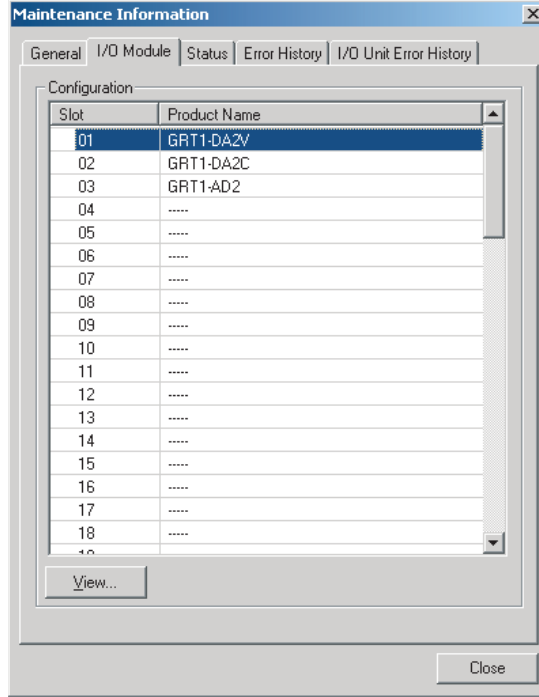 Maintenance Information
General I/O Module Status Error History I/O Unit Error History
Configuration
Slot Product Name
01 GRT1-DA2V
02 GRT1-DA2C
03 GRT1-AD2
04 -----
05 -----
06 -----
07 -----
08 -----
09 -----
10 -----
11 -----
12 -----
13 -----
14 -----
15 -----
16 -----
17 -----
18 -----
View...
Close